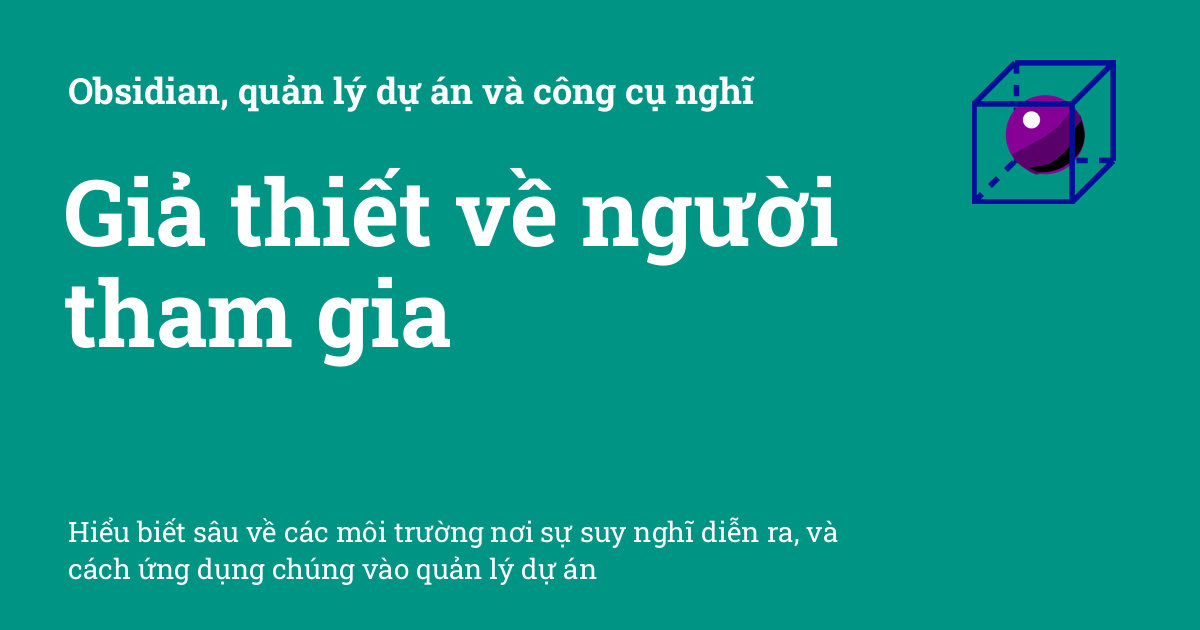 Obsidian, quản lý dự án và công cụ nghĩ
Giả thiết về người
tham gia
Hiểu biết sâu về các môi trường nơi sự suy nghĩ diễn ra, và
cách ứng dụng chúng vào quản lý dự án